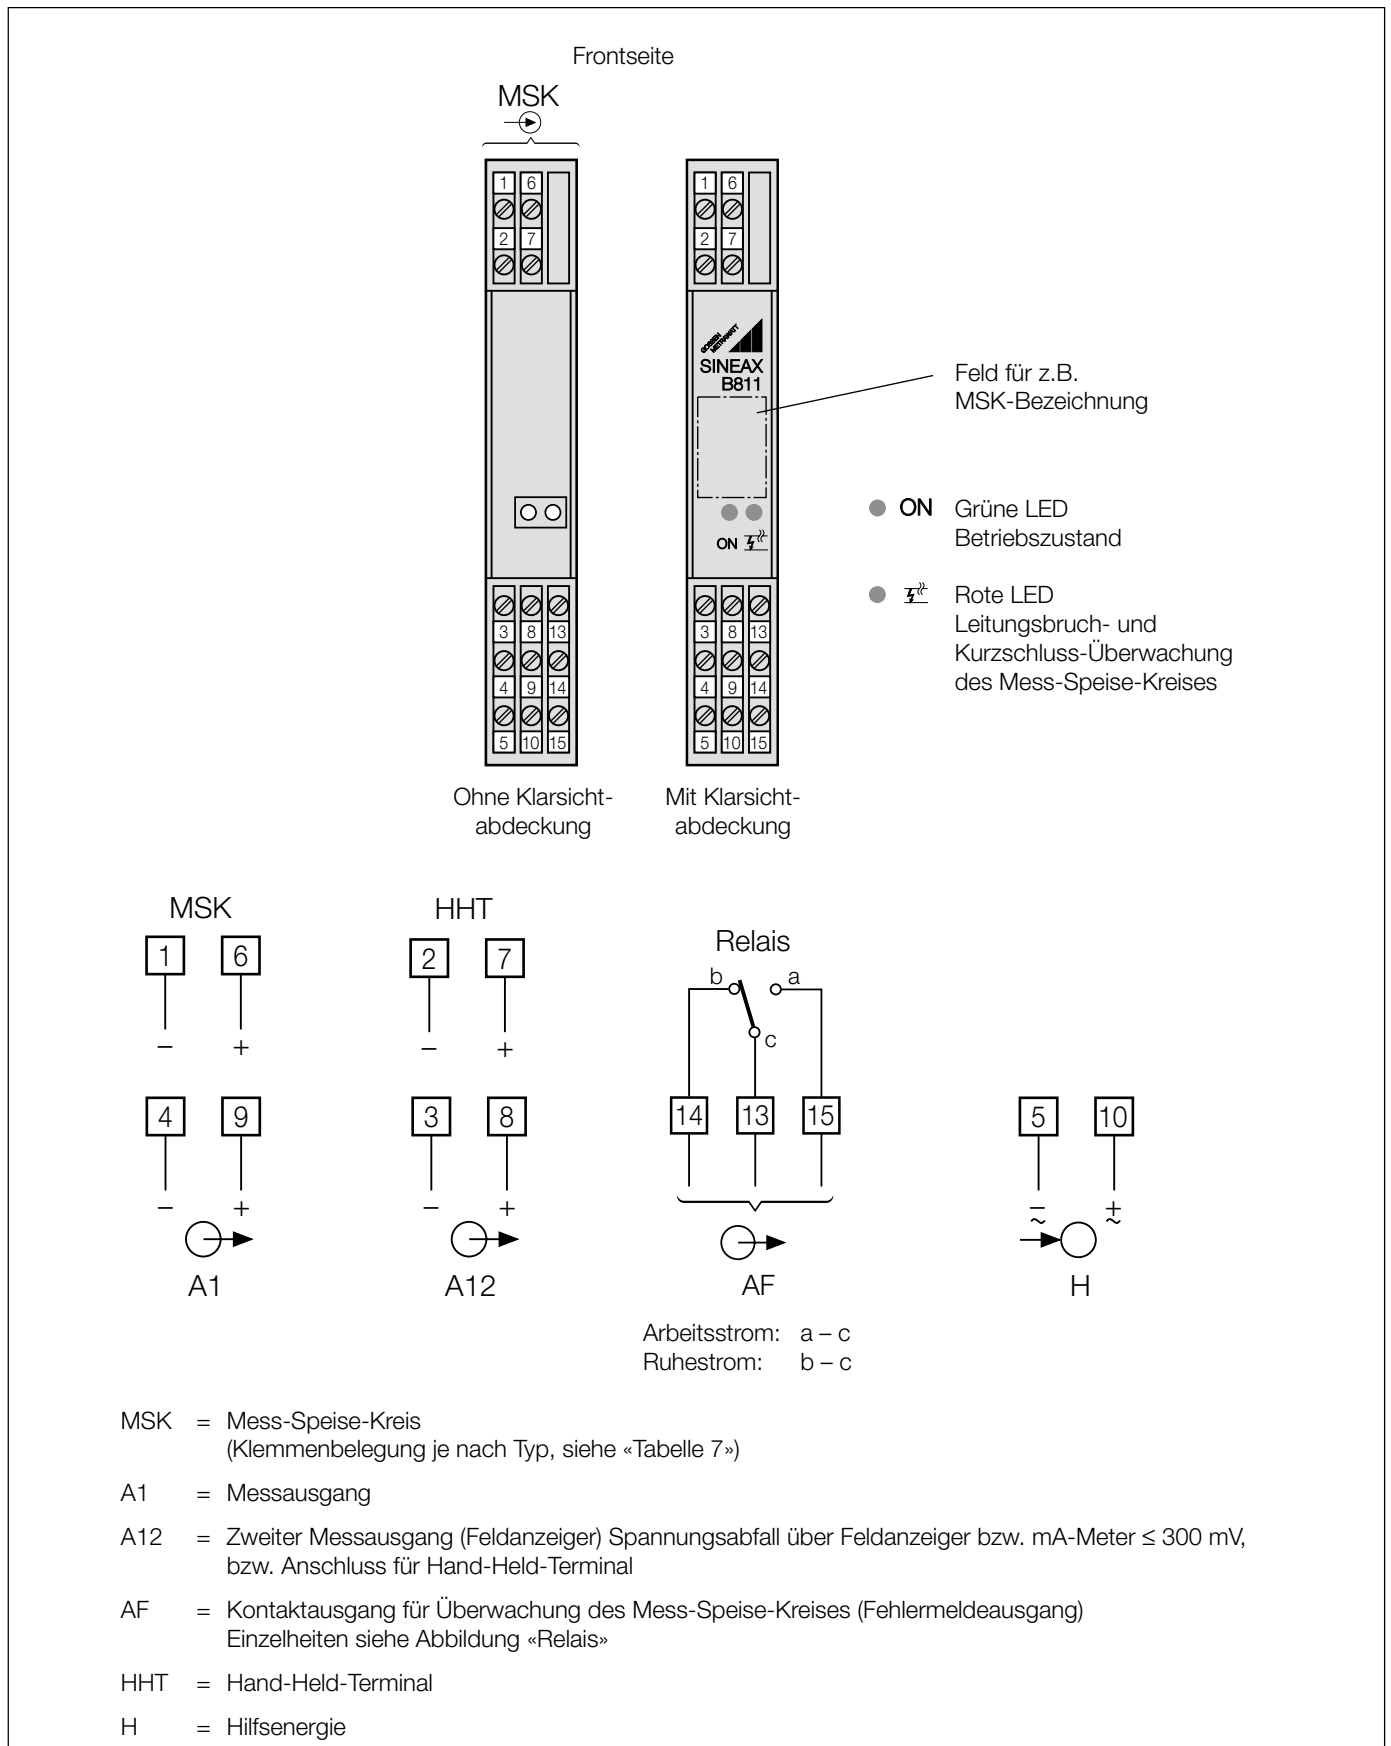 Frontseite
MSK
1 6
2 7
3 8 13
4 9 14
5 10 15
Ohne Klarsicht-
abdeckung
1 6
2 7
GOSSEN
METRAWATT
SINEAX
B811
ON
3 8 13
4 9 14
5 10 15
Mit Klarsicht-
abdeckung
Feld für z.B.
MSK-Bezeichnung
ON Grüne LED
Betriebszustand
Rote LED
Leitungsbruch- und
Kurzschluss-Überwachung
des Mess-Speise-Kreises
MSK
1 6
– +
4 9
– +
A1
HHT
2 7
– +
3 8
– +
A12
Relais
b a
c
14 13 15
AF
Arbeitsstrom: a – c
Ruhestrom: b – c
5 10
– +
~ ~
H
MSK = Mess-Speise-Kreis
(Klemmenbelegung je nach Typ, siehe «Tabelle 7»)
A1 = Messausgang
A12 = Zweiter Messausgang (Feldanzeiger) Spannungsabfall über Feldanzeiger bzw. mA-Meter ≤ 300 mV,
bzw. Anschluss für Hand-Held-Terminal
AF = Kontaktausgang für Überwachung des Mess-Speise-Kreises (Fehlermeldeausgang)
Einzelheiten siehe Abbildung «Relais»
HHT = Hand-Held-Terminal
H = Hilfsenergie